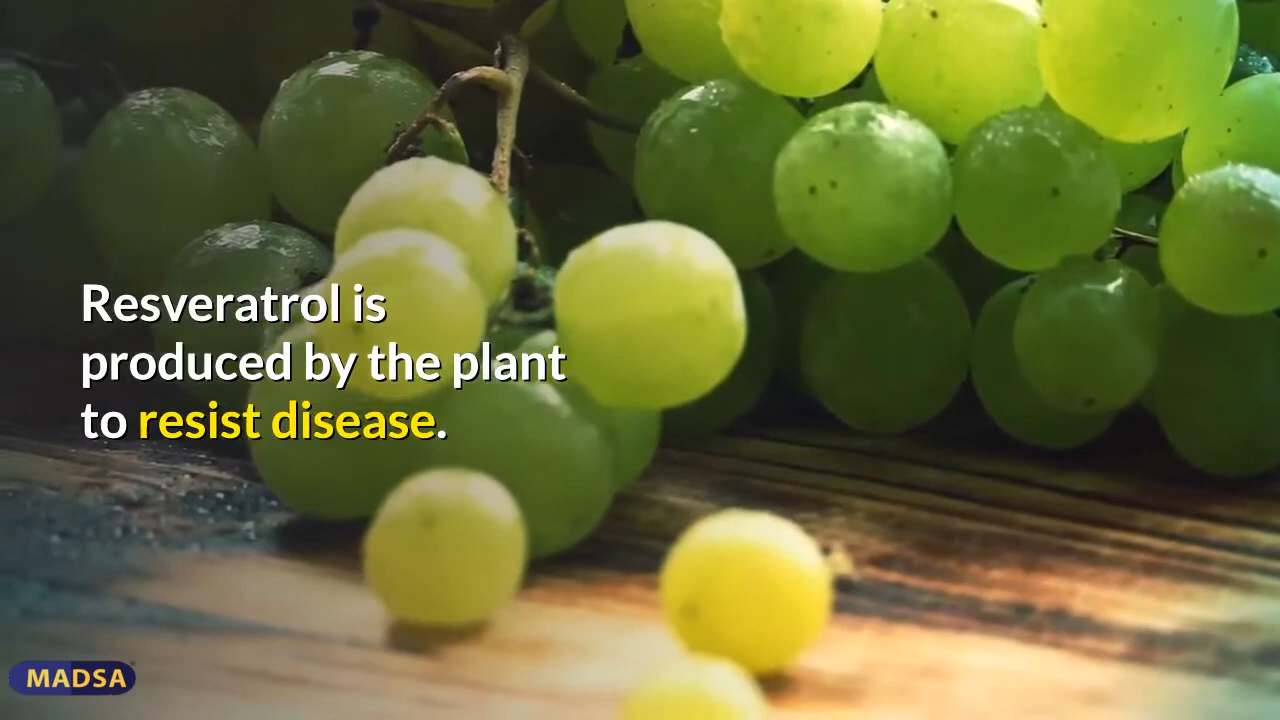 Resveratrol is
produced by the plant
to resist disease.
MADSA